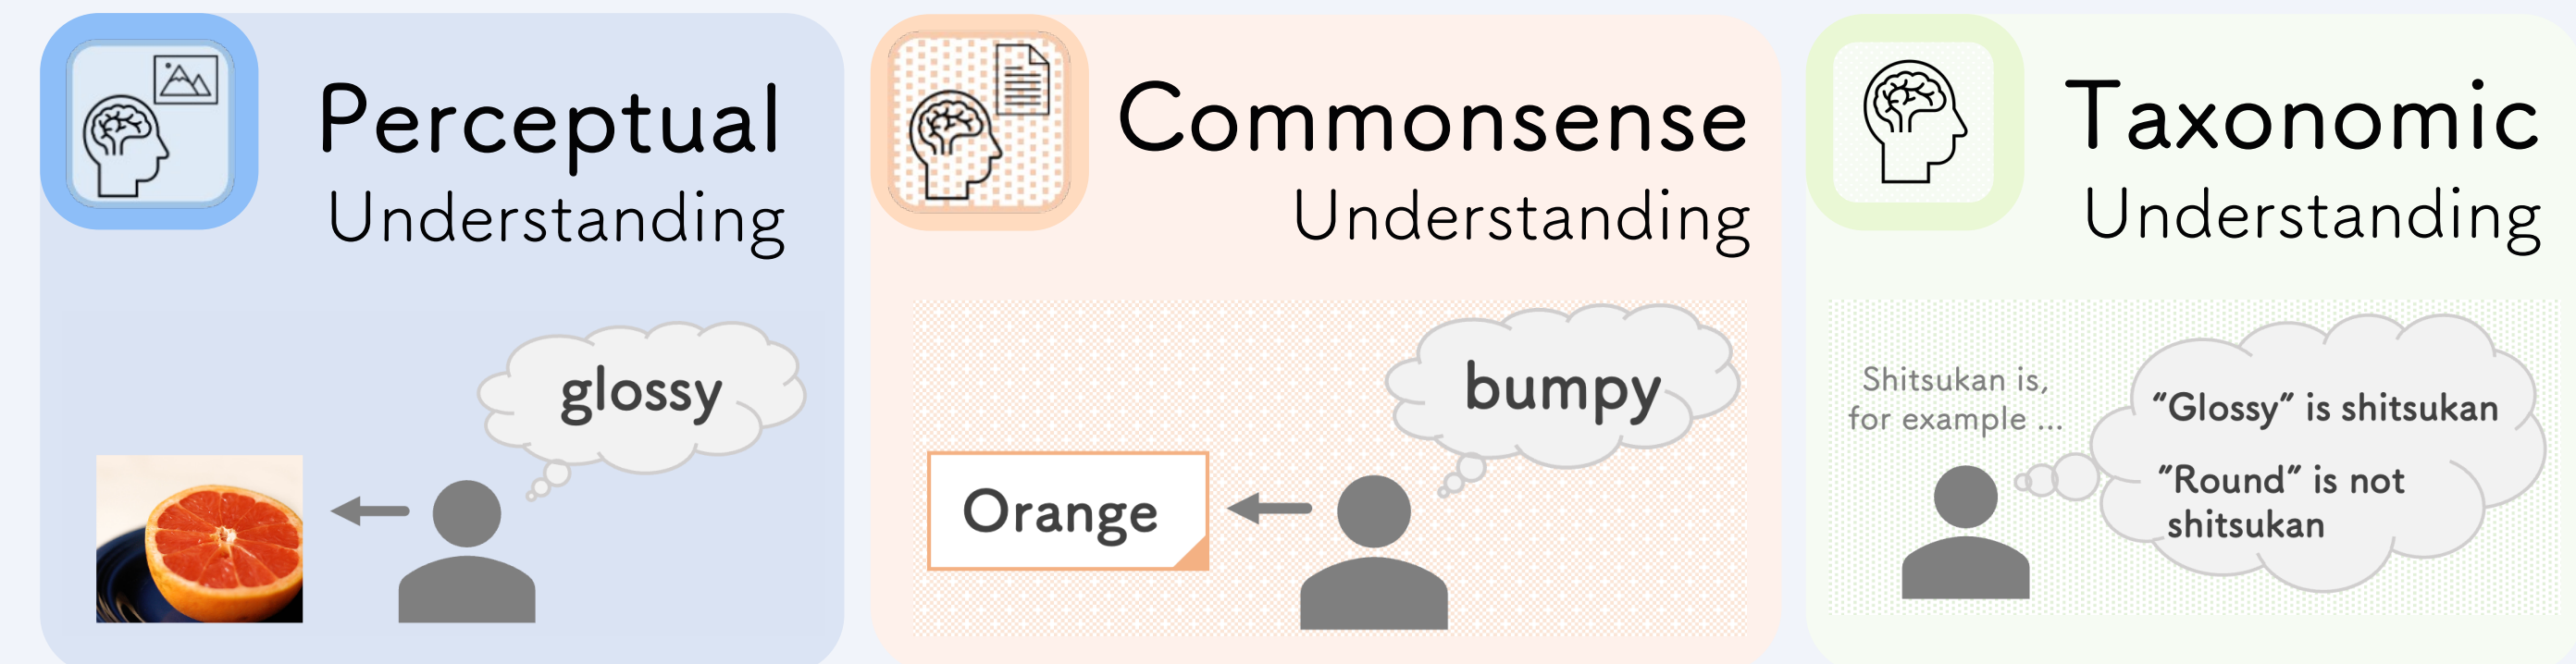 Perceptual
Understanding
glossy
Commonsense
Understanding
bumpy
Orange
Taxonomic
Understanding
Shitsukan is,
for example ...
“Glossy” is shitsukan
“Round” is not
shitsukan